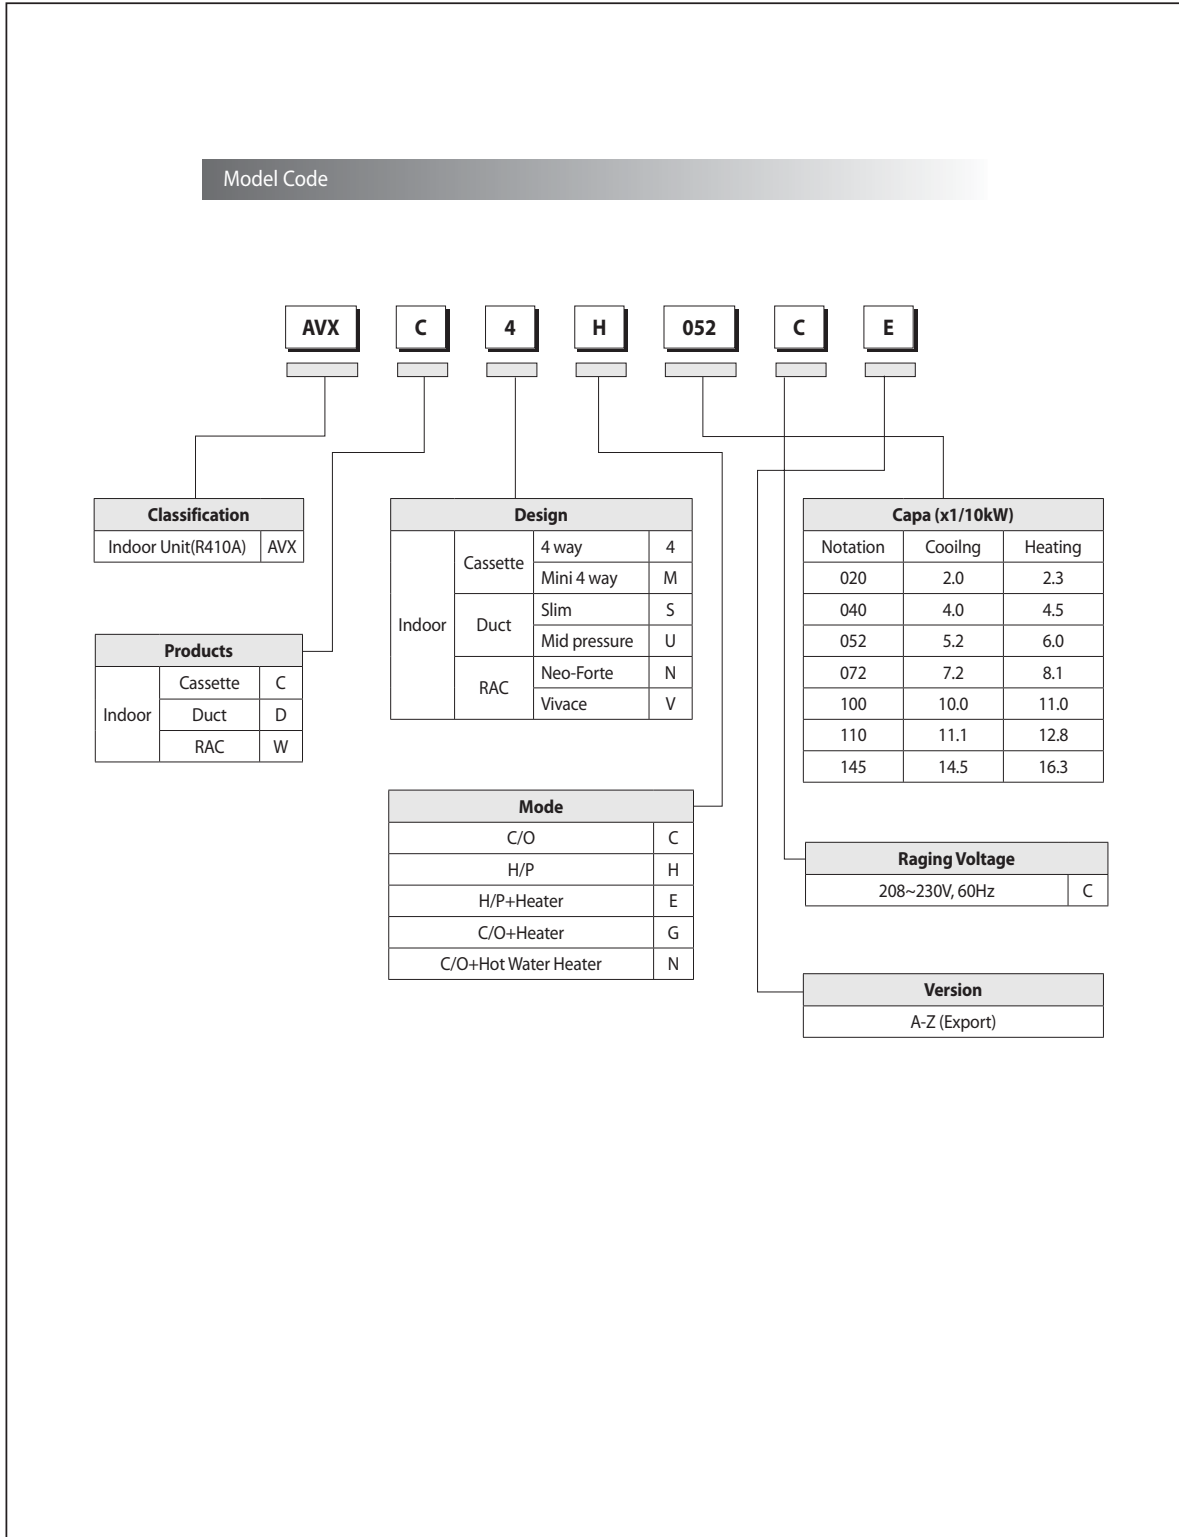 Model Code
AVX C 4 H 052 C E
Classification
Indoor Unit(R410A) AVX
Products
Indoor Cassette C
Duct D
RAC W
Design
Indoor Cassette 4 way 4
Mini 4 way M
Duct Slim S
Mid pressure U
RAC Neo-Forte N
Vivace V
Mode
C/O C
H/P H
H/P+Heater E
C/O+Heater G
C/O+Hot Water Heater N
Capa (x1/10kW)
Notation Cooilng Heating
020 2.0 2.3
040 4.0 4.5
052 5.2 6.0
072 7.2 8.1
100 10.0 11.0
110 11.1 12.8
145 14.5 16.3
Raging Voltage
208~230V, 60Hz C
Version
A-Z (Export)